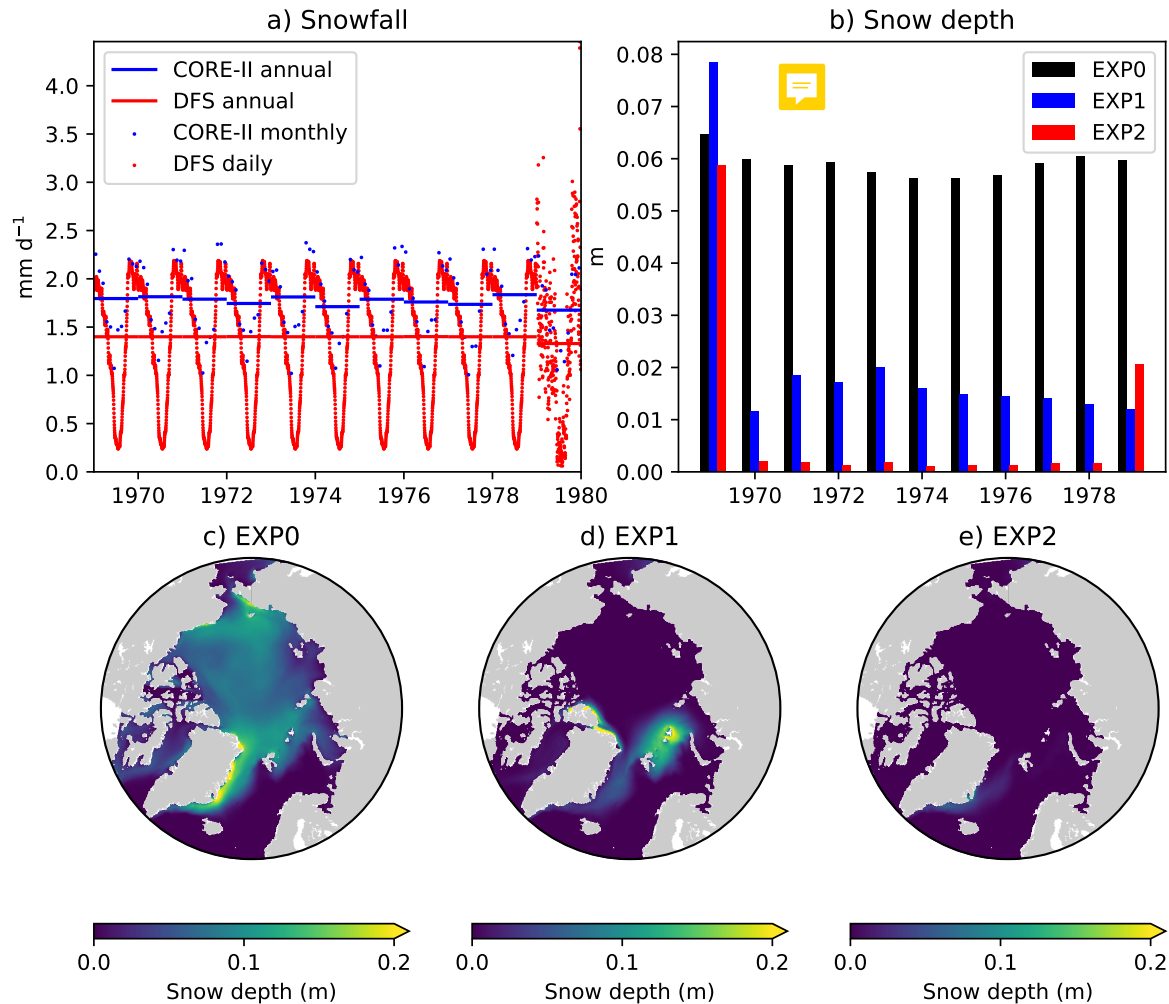 a) Snowfall
b) Snow depth
mm d⁻¹
4.0
3.5
3.0
2.5
2.0
1.5
1.0
0.5
0.0
CORE-II annual
DFS annual
CORE-II monthly
DFS daily
1970 1972 1974 1976 1978 1980
m
0.08
0.07
0.06
0.05
0.04
0.03
0.02
0.01
0.00
EXP0
EXP1
EXP2
1970 1972 1974 1976 1978
c) EXP0
d) EXP1
e) EXP2
0.0 0.1 0.2
Snow depth (m)
0.0 0.1 0.2
Snow depth (m)
0.0 0.1 0.2
Snow depth (m)